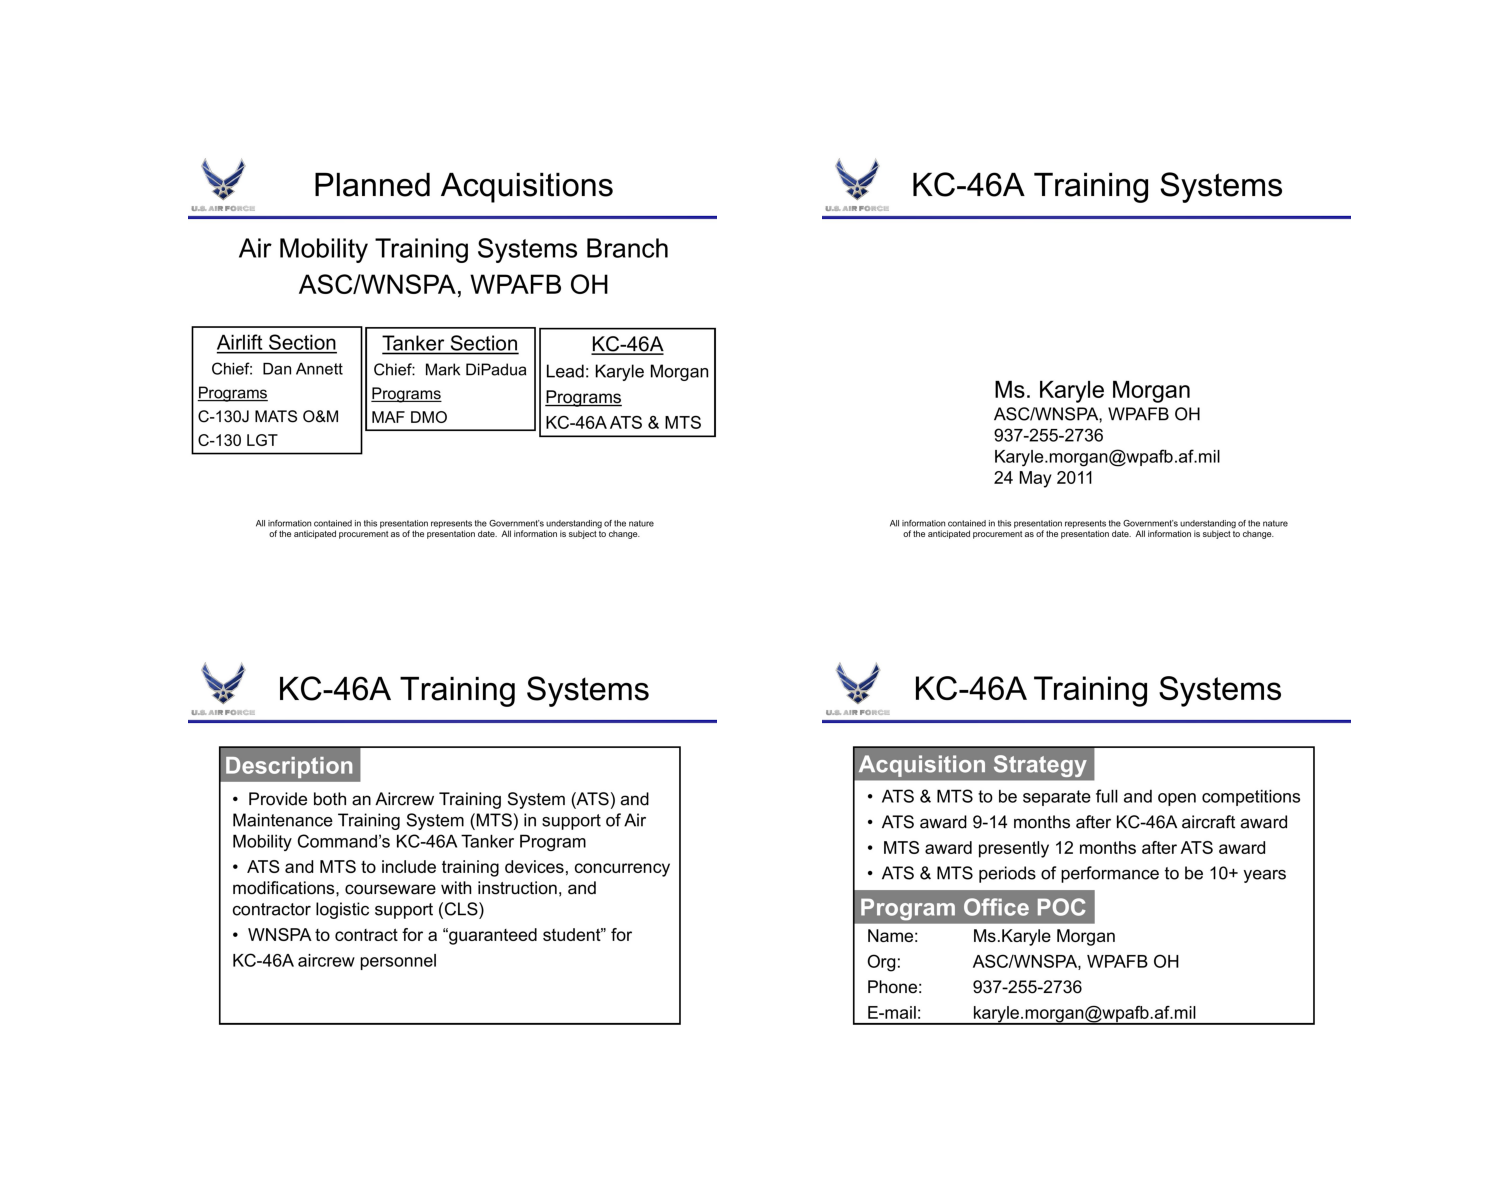 Planned Acquisitions
U.S. AIR FORCE
Air Mobility Training Systems Branch
ASC/WNSPA, WPAFB OH
Airlift Section
Chief:  Dan Annett
Programs
C-130J MATS O&M
C-130 LGT
Tanker Section
Chief:  Mark DiPadua
Programs
MAF DMO
KC-46A
Lead: Karyle Morgan
Programs
KC-46A ATS & MTS
All information contained in this presentation represents the Government's understanding of the nature
of the anticipated procurement as of the presentation date.  All information is subject to change.
KC-46A Training Systems
U.S. AIR FORCE
Ms. Karyle Morgan
ASC/WNSPA, WPAFB OH
937-255-2736
Karyle.morgan@wpafb.af.mil
24 May 2011
All information contained in this presentation represents the Government's understanding of the nature
of the anticipated procurement as of the presentation date.  All information is subject to change.
KC-46A Training Systems
U.S. AIR FORCE
Description
• Provide both an Aircrew Training System (ATS) and
Maintenance Training System (MTS) in support of Air
Mobility Command's KC-46A Tanker Program
• ATS and MTS to include training devices, concurrency
modifications, courseware with instruction, and
contractor logistic support (CLS)
• WNSPA to contract for a “guaranteed student” for
KC-46A aircrew personnel
KC-46A Training Systems
U.S. AIR FORCE
Acquisition Strategy
• ATS & MTS to be separate full and open competitions
• ATS award 9-14 months after KC-46A aircraft award
• MTS award presently 12 months after ATS award
• ATS & MTS periods of performance to be 10+ years
Program Office POC
Name: Ms.Karyle Morgan
Org: ASC/WNSPA, WPAFB OH
Phone: 937-255-2736
E-mail: karyle.morgan@wpafb.af.mil